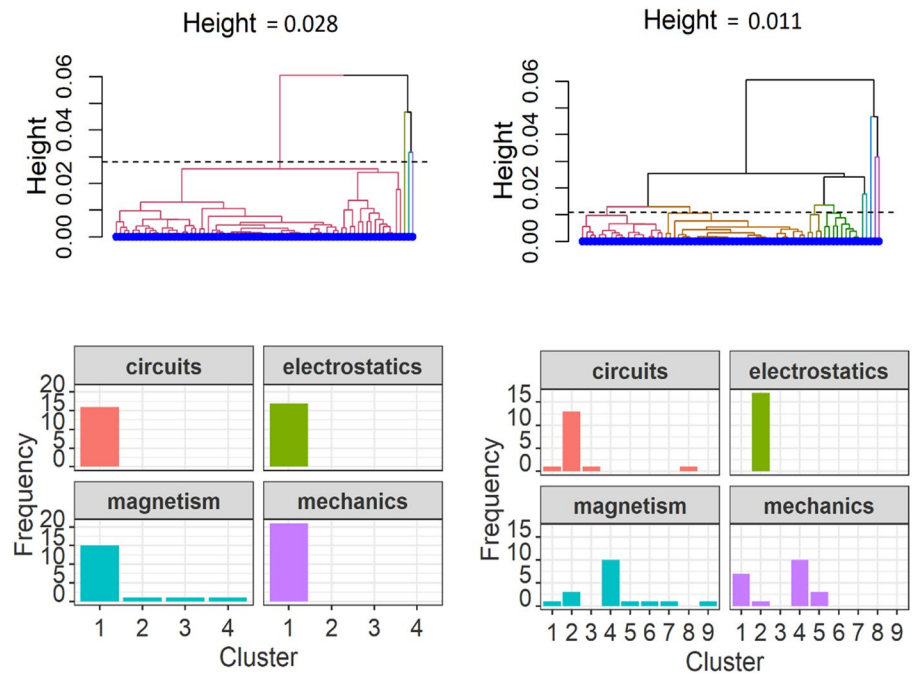 Height = 0.028
Height
0.00 0.02 0.04 0.06
Height = 0.011
Height
0.00 0.02 0.04 0.06
circuits electrostatics
20
15
10
5
0
magnetism mechanics
20
15
10
5
0
Frequency
1 2 3 4 1 2 3 4
Cluster
circuits electrostatics
15
10
5
0
magnetism mechanics
15
10
5
0
Frequency
1 2 3 4 5 6 7 8 9 1 2 3 4 5 6 7 8 9
Cluster